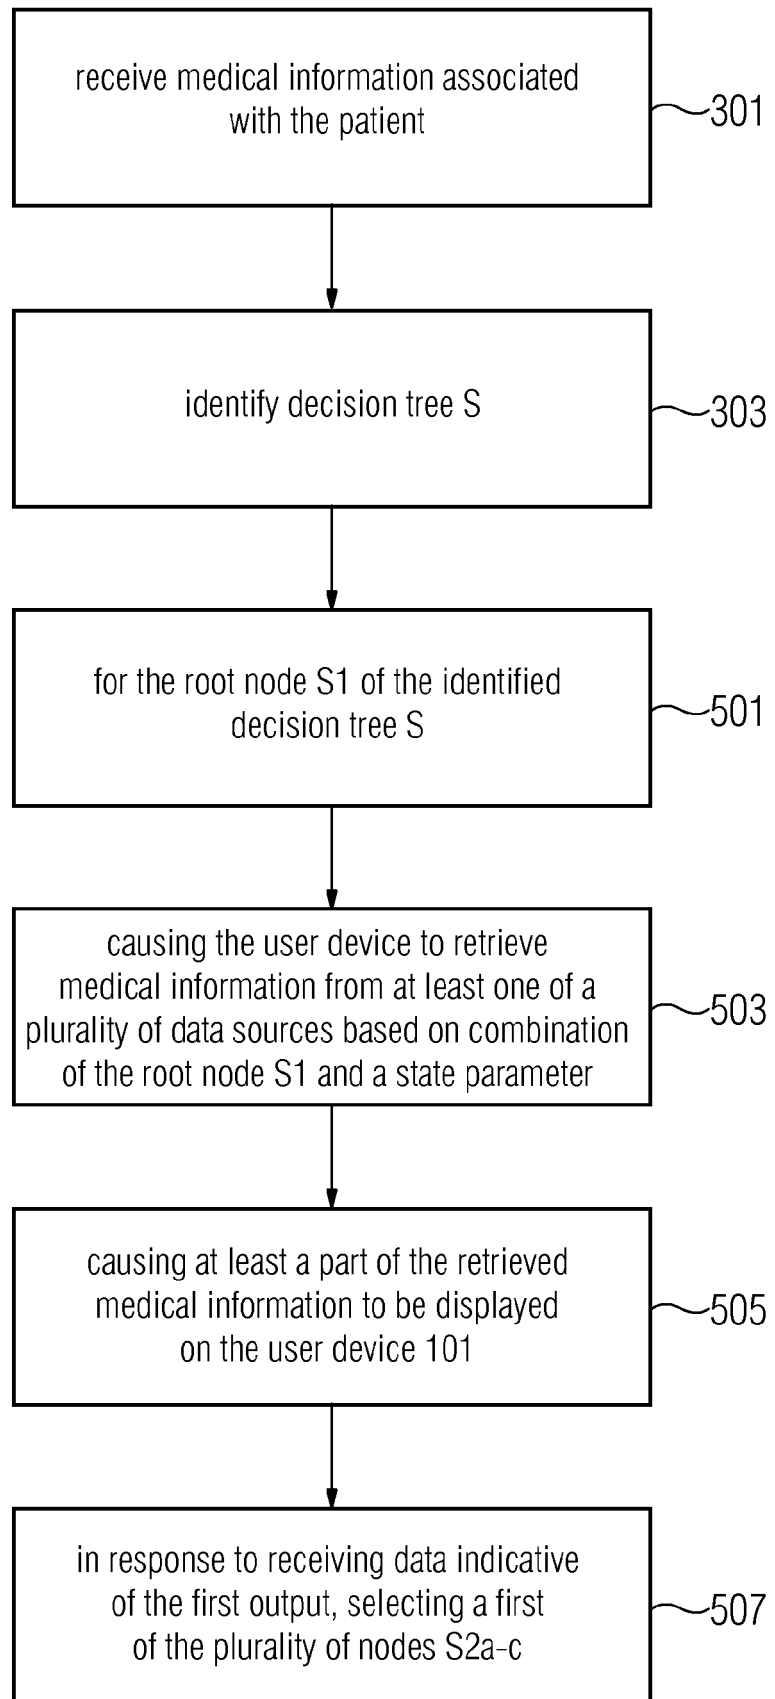 receive medical information associated
with the patient
301
identify decision tree S
303
for the root node S1 of the identified
decision tree S
501
causing the user device to retrieve
medical information from at least one of a
plurality of data sources based on combination
of the root node S1 and a state parameter
503
causing at least a part of the retrieved
medical information to be displayed
on the user device 101
505
in response to receiving data indicative
of the first output, selecting a first
of the plurality of nodes S2a-c
507